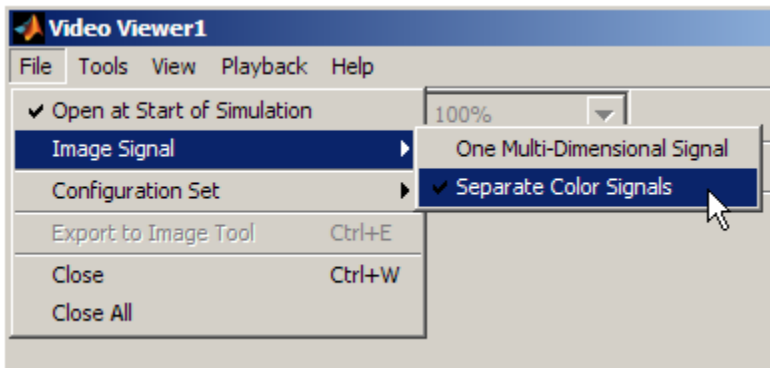 Video Viewer1
File Tools View Playback Help
Open at Start of Simulation
100%
Image Signal
One Multi-Dimensional Signal
Configuration Set
Separate Color Signals
Export to Image Tool Ctrl+E
Close Ctrl+W
Close All